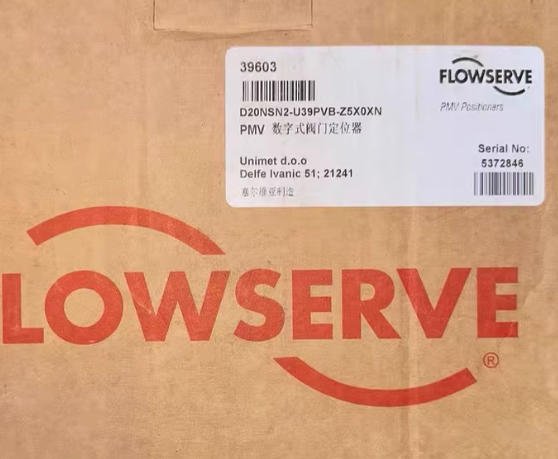 39603
FLOWSERVE
D20NSN2-U39PVB-Z5X0XN
PMV Positioners
PMV 数字式阀门定位器
Serial No:
5372846
Unimet d.o.o
Delfe Ivanic 51; 21241
塞尔维亚制造
FLOWSERVE
®